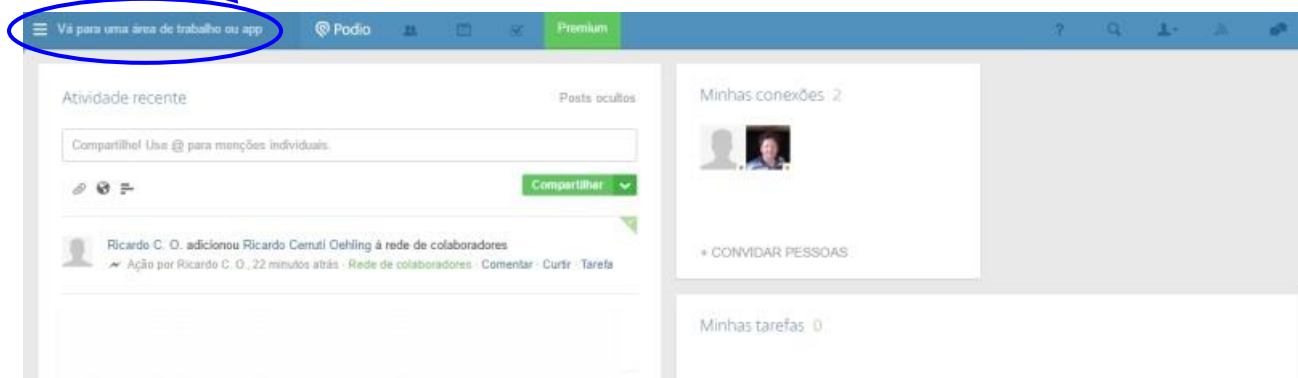 Vá para uma área de trabalho ou app
Podio
Premium
?
Atividade recente
Posts ocultos
Compartilhe! Use @ para menções individuais.
Compartilhar
Ricardo C. O. adicionou Ricardo Cerruti Oehling à rede de colaboradores
Ação por Ricardo C. O., 22 minutos atrás · Rede de colaboradores · Comentar · Curtir · Tarefa
Minhas conexões 2
+ CONVIDAR PESSOAS
Minhas tarefas 0